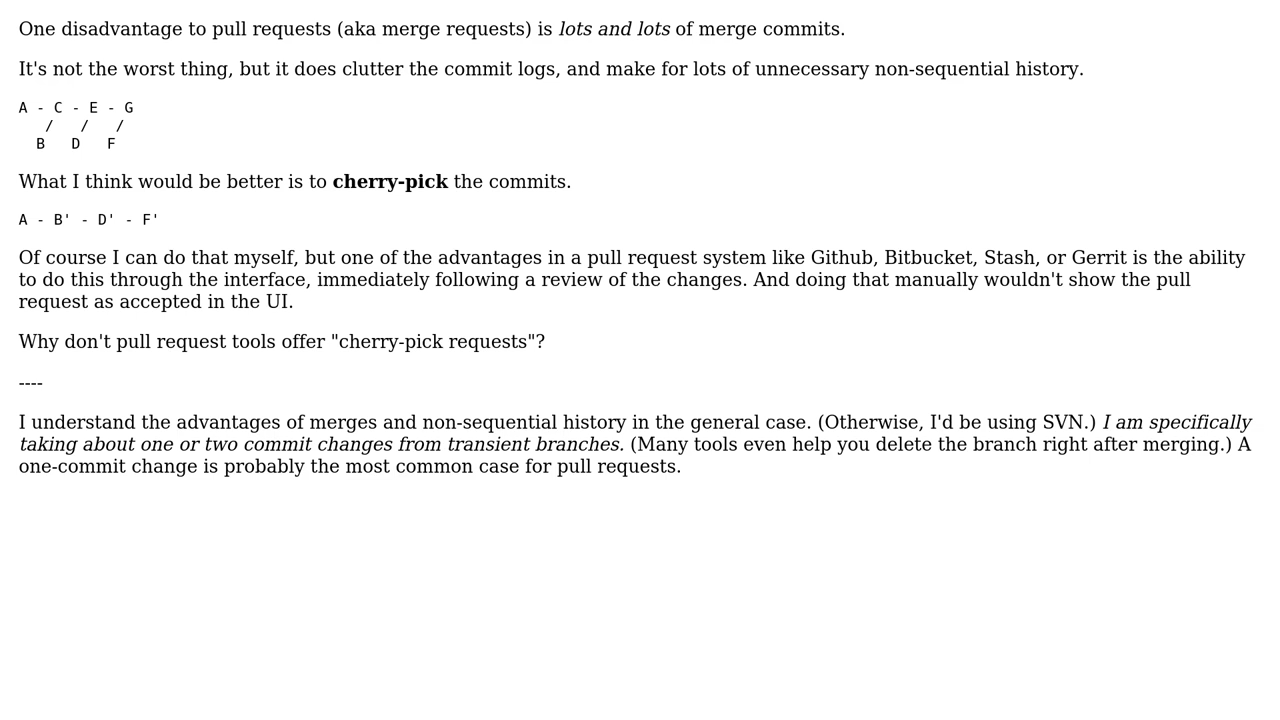 One disadvantage to pull requests (aka merge requests) is lots and lots of merge commits.
It's not the worst thing, but it does clutter the commit logs, and make for lots of unnecessary non-sequential history.
A - C - E - G
   /   /   /
  B   D   F
What I think would be better is to cherry-pick the commits.
A - B' - D' - F'
Of course I can do that myself, but one of the advantages in a pull request system like Github, Bitbucket, Stash, or Gerrit is the ability
to do this through the interface, immediately following a review of the changes. And doing that manually wouldn't show the pull
request as accepted in the UI.
Why don't pull request tools offer "cherry-pick requests"?
----
I understand the advantages of merges and non-sequential history in the general case. (Otherwise, I'd be using SVN.) I am specifically
taking about one or two commit changes from transient branches. (Many tools even help you delete the branch right after merging.) A
one-commit change is probably the most common case for pull requests.